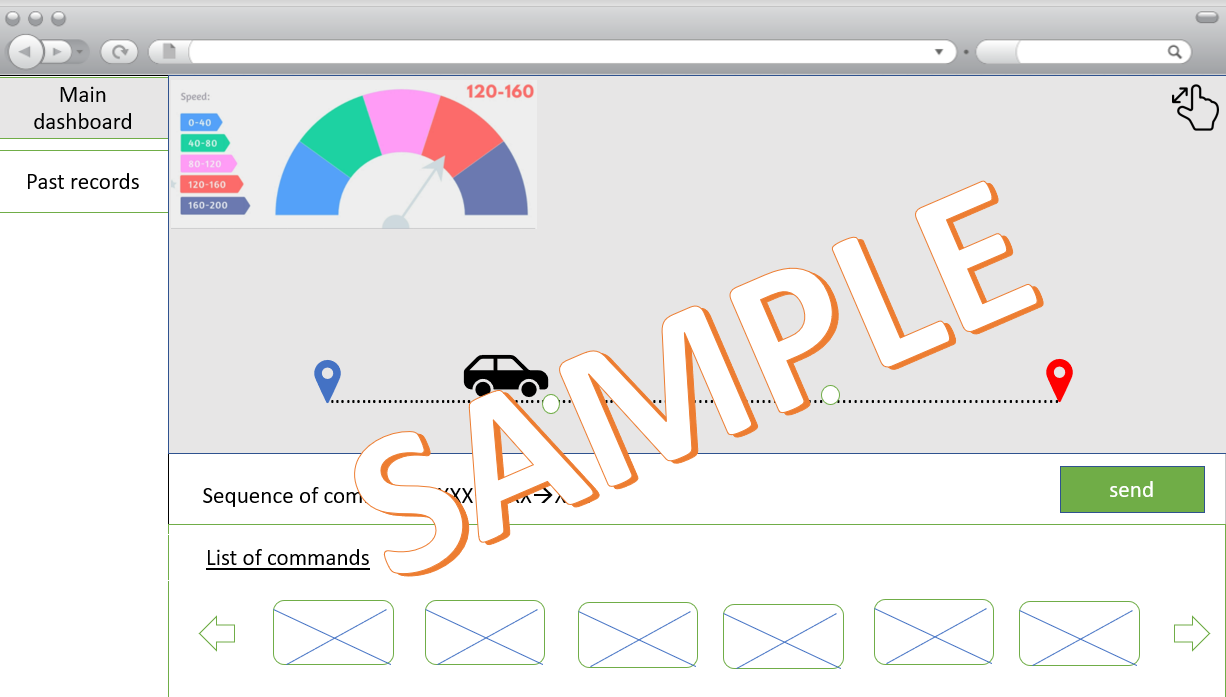 Main
dashboard
Past records
Speed:
120-160
0-40
40-80
80-120
120-160
160-200
SAMPLE
Sequence of
send
List of commands